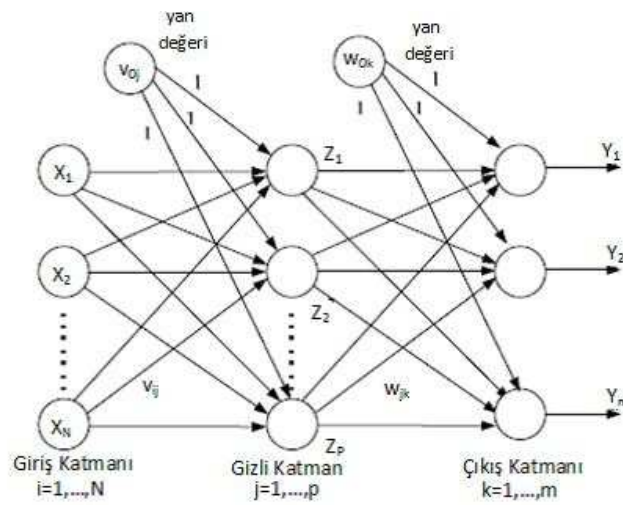 yan
değeri
yan
değeri
v0j
w0k
1
1
1
1
1
1
X1
Z1
Y1
X2
Z2
Y2
vij
wjk
XN
Zp
Ym
Giriş Katmanı
i=1,...,N
Gizli Katman
j=1,...,p
Çıkış Katmanı
k=1,...,m